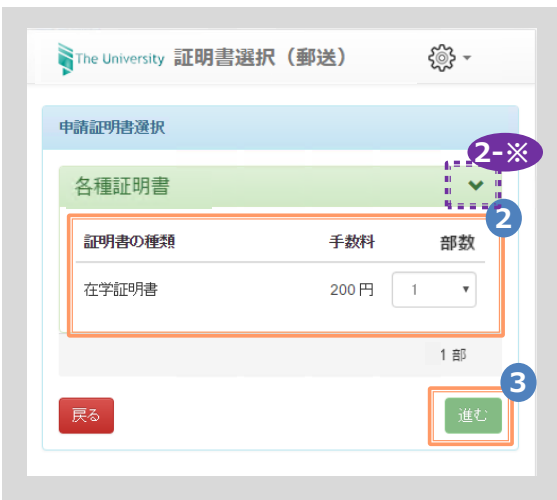 The University 証明書選択（郵送）
申請証明書選択
2-※
各種証明書
2
証明書の種類 手数料 部数
在学証明書 200 円 1
1 部
3
戻る 進む